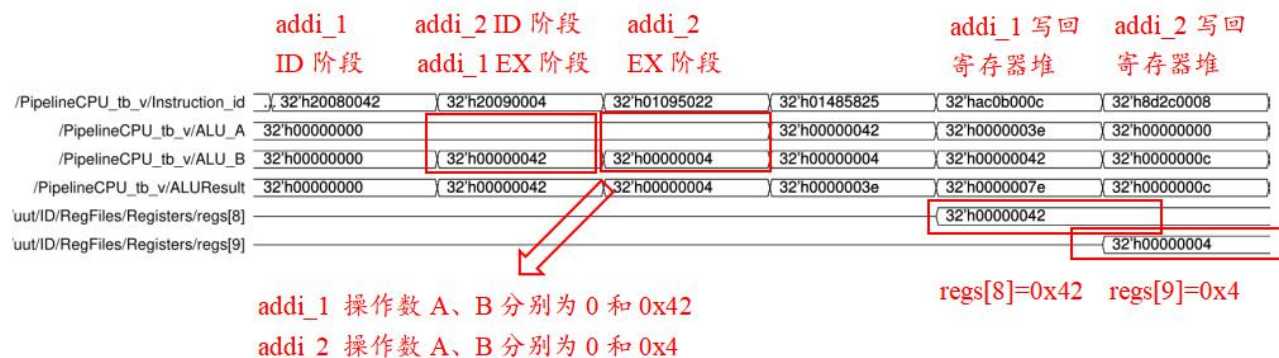 addi_1 addi_2 ID 阶段 addi_2 addi_1 写回 addi_2 写回
ID 阶段 addi_1 EX 阶段 EX 阶段 寄存器堆 寄存器堆
/PipelineCPU_tb_v/Instruction_id 32'h20080042 32'h20090004 32'h01095022 32'h01485825 32'hac0b000c 32'h8d2c0008
/PipelineCPU_tb_v/ALU_A 32'h00000000 32'h00000042 32'h0000003e 32'h00000000
/PipelineCPU_tb_v/ALU_B 32'h00000000 32'h00000042 32'h00000004 32'h00000004 32'h00000042 32'h0000000c
/PipelineCPU_tb_v/ALUResult 32'h00000000 32'h00000042 32'h00000004 32'h0000003e 32'h0000007e 32'h0000000c
'uut/ID/RegFiles/Registers/regs[8] 32'h00000042
'uut/ID/RegFiles/Registers/regs[9] 32'h00000004
addi_1 操作数 A、B 分别为 0 和 0x42 regs[8]=0x42 regs[9]=0x4
addi_2 操作数 A、B 分别为 0 和 0x4